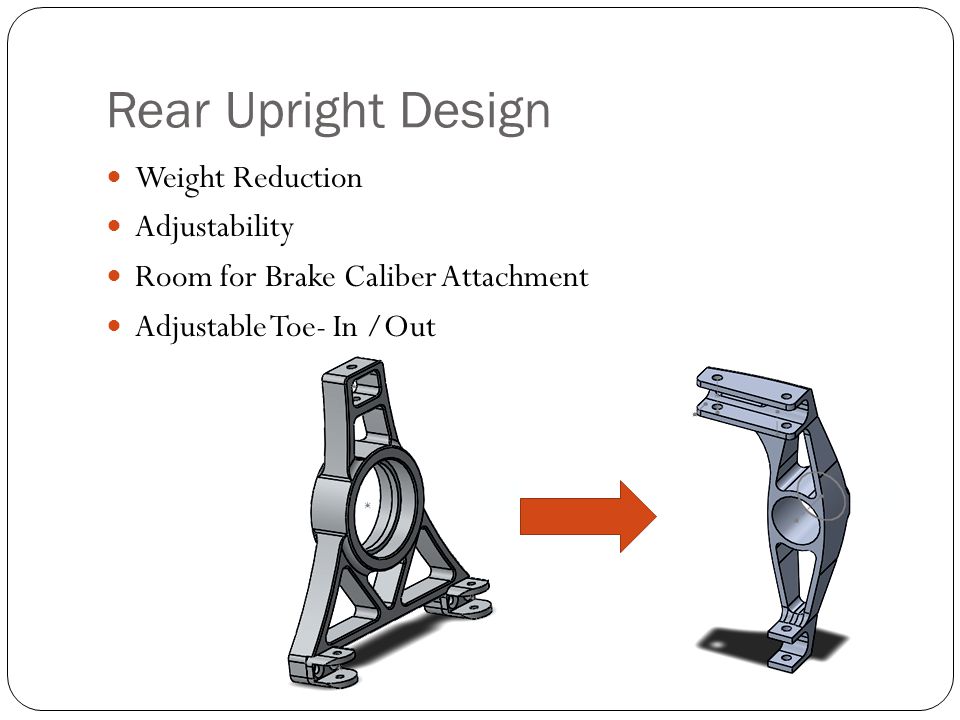 Rear Upright Design
Weight Reduction
Adjustability
Room for Brake Caliber Attachment
Adjustable Toe- In /Out